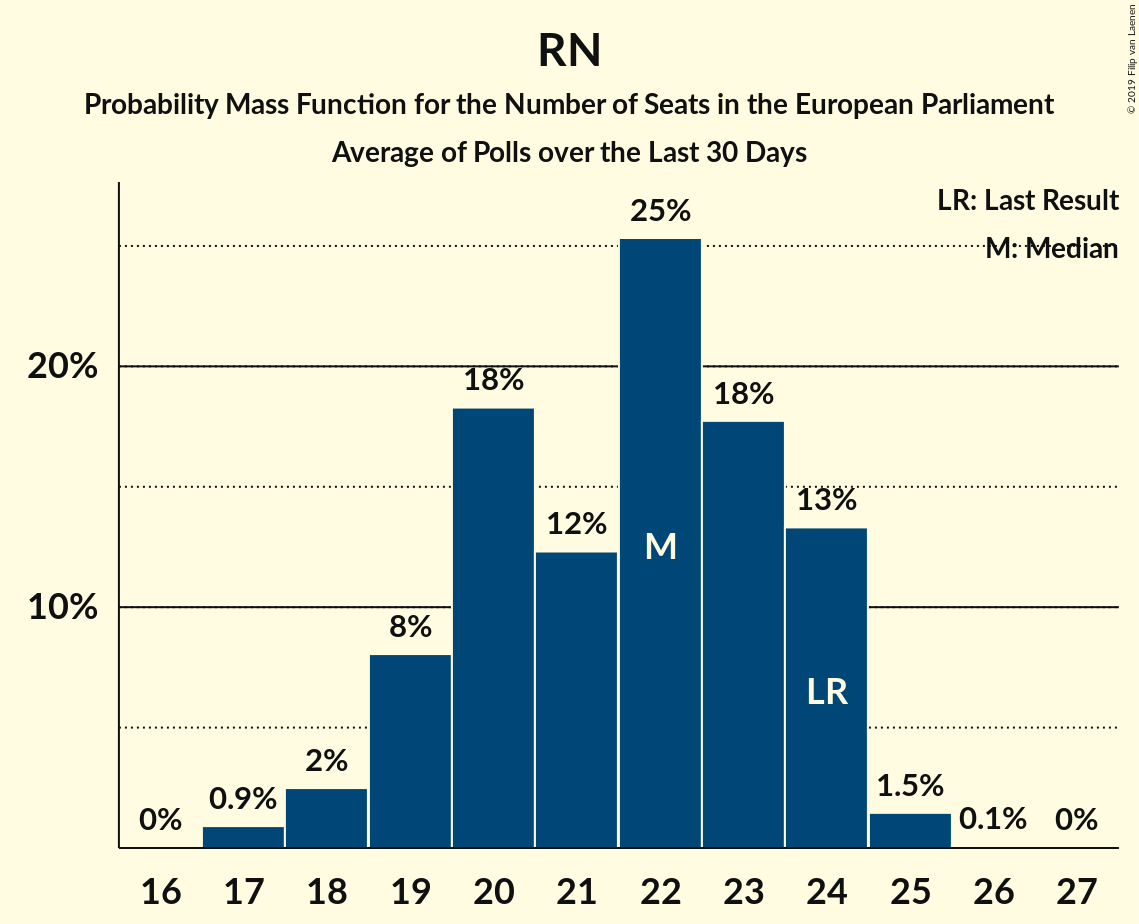 RN
Probability Mass Function for the Number of Seats in the European Parliament
Average of Polls over the Last 30 Days
© 2019 Filip van Laenen
LR: Last Result
M: Median
20%
10%
0%
0.9%
2%
8%
18%
12%
25%
18%
13%
1.5%
0.1%
0%
M
LR
16 17 18 19 20 21 22 23 24 25 26 27